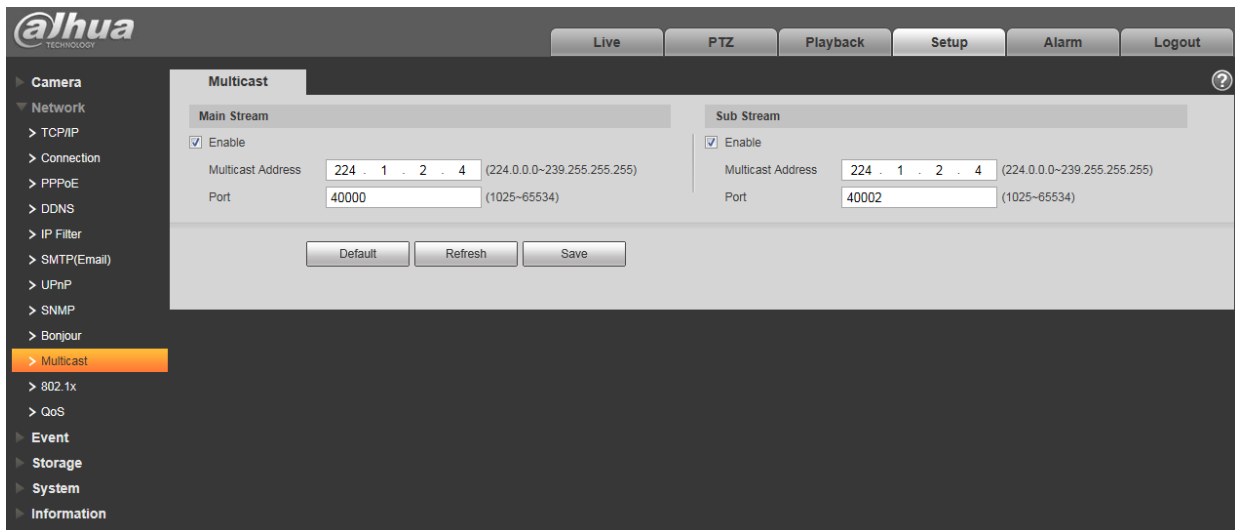 alhua
TECHNOLOGY
Live PTZ Playback Setup Alarm Logout
Camera
Network
> TCP/IP
> Connection
> PPPoE
> DDNS
> IP Filter
> SMTP(Email)
> UPnP
> SNMP
> Bonjour
> Multicast
> 802.1x
> QoS
Event
Storage
System
Information
Multicast
?
Main Stream
Enable
Multicast Address 224 . 1 . 2 . 4 (224.0.0.0~239.255.255.255)
Port 40000 (1025~65534)
Sub Stream
Enable
Multicast Address 224 . 1 . 2 . 4 (224.0.0.0~239.255.255.255)
Port 40002 (1025~65534)
Default Refresh Save